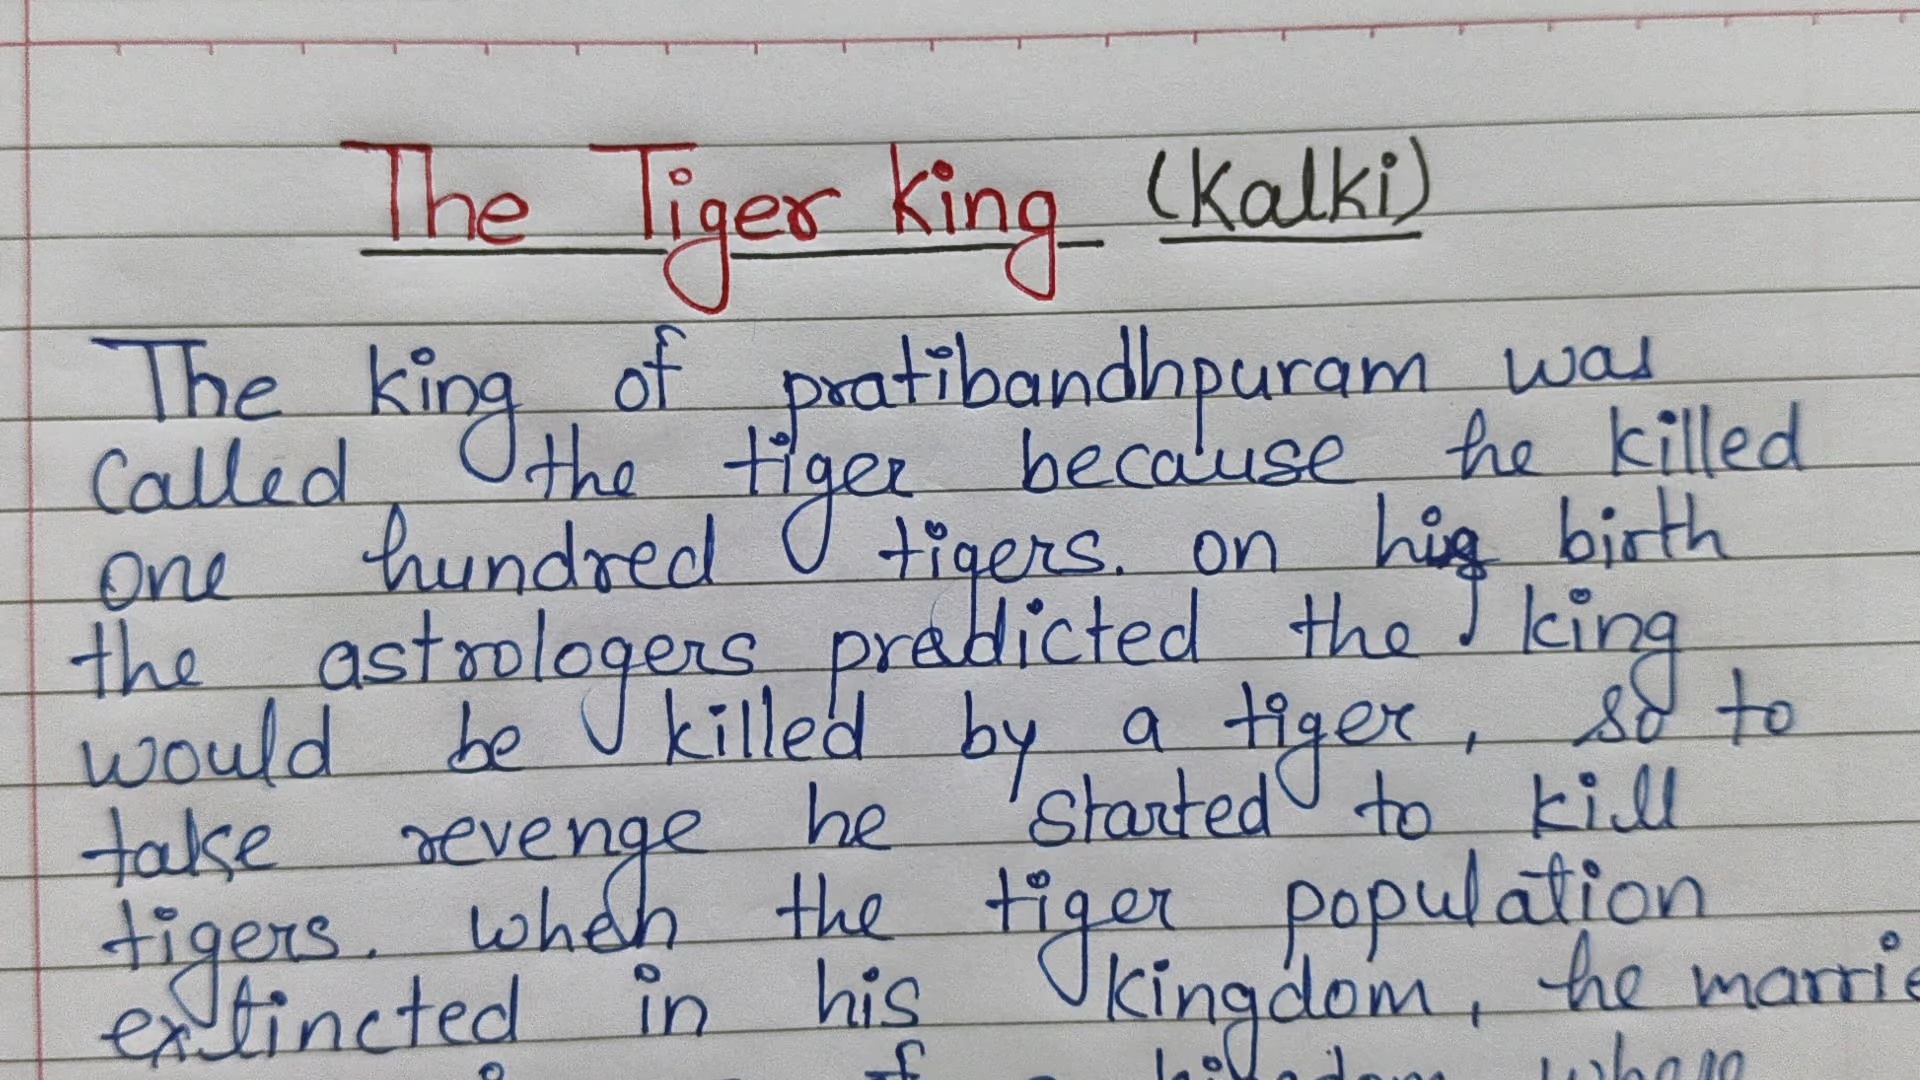 The Tiger king (Kalki)
The king of pratibandhpuram was
called the tiger because he killed
one hundred tigers. on his birth
the astrologers predicted the king
would be killed by a tiger, so to
take revenge he started to kill
tigers. when the tiger population
extincted in his kingdom, he marrie